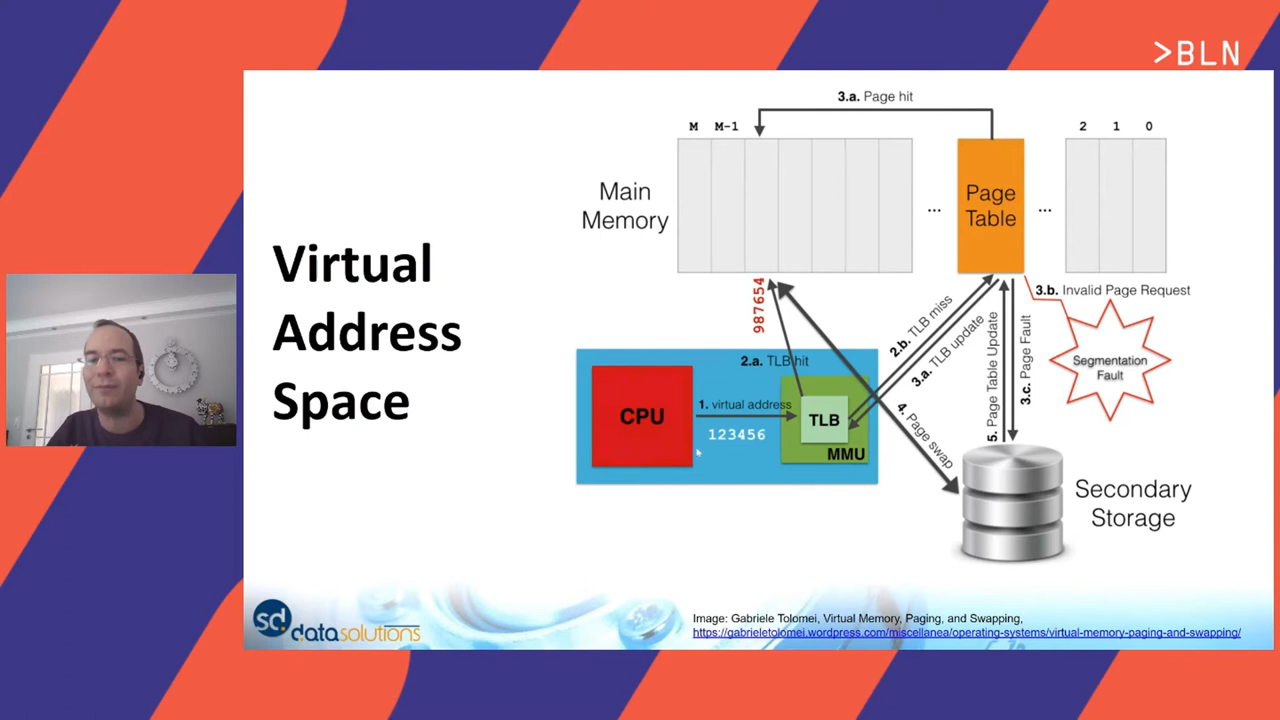 >BLN
Virtual
Address
Space
3.a. Page hit
M M-1
2 1 0
Main
Memory
...
Page
Table
...
987654
3.b. Invalid Page Request
Segmentation
Fault
2.b. TLB miss
3.a. TLB update
5. Page Table Update
3.c. Page Fault
2.a. TLB hit
CPU
1. virtual address
123456
TLB
MMU
4. Page swap
Secondary
Storage
sd.
datasolutions
Image: Gabriele Tolomei, Virtual Memory, Paging, and Swapping,
https://gabrieletolomei.wordpress.com/miscellanea/operating-systems/virtual-memory-paging-and-swapping/